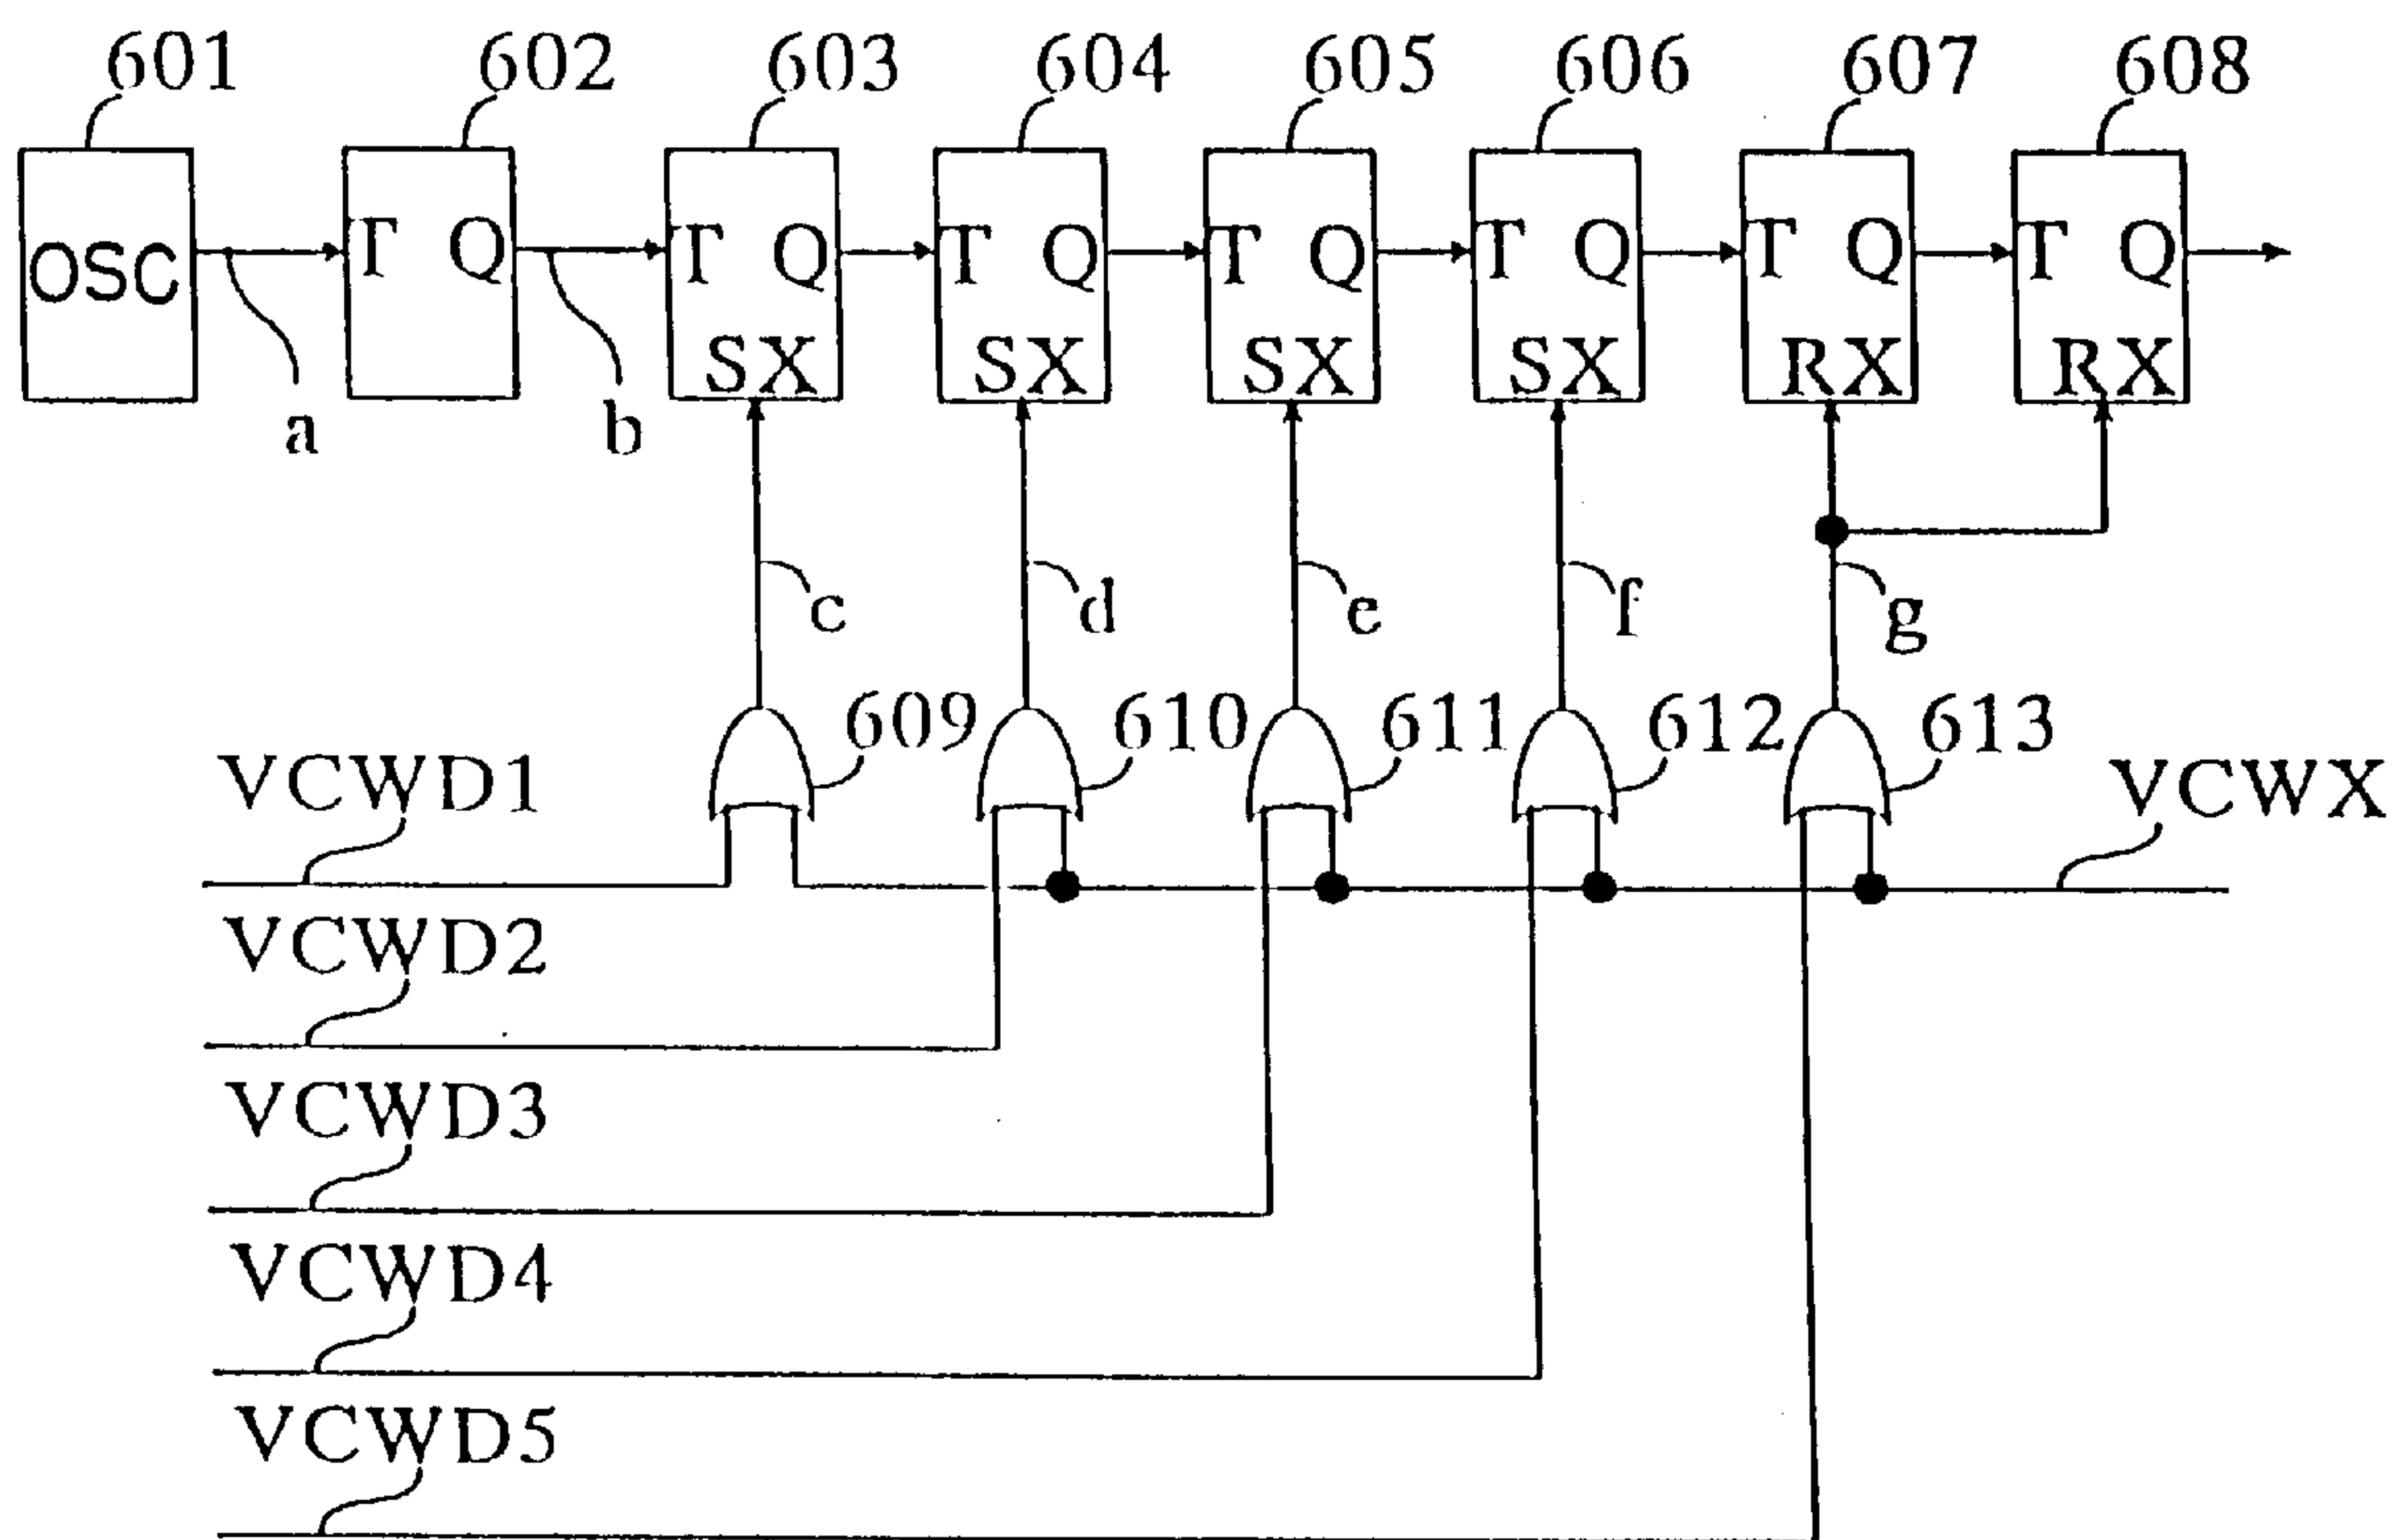 601 602 603 604 605 606 607 608
OSC T Q T Q T Q T Q T Q T Q T Q
SX SX SX SX RX RX
a b
c d e f g
609 610 611 612 613
VCWD1 VCWX
VCWD2
VCWD3
VCWD4
VCWD5